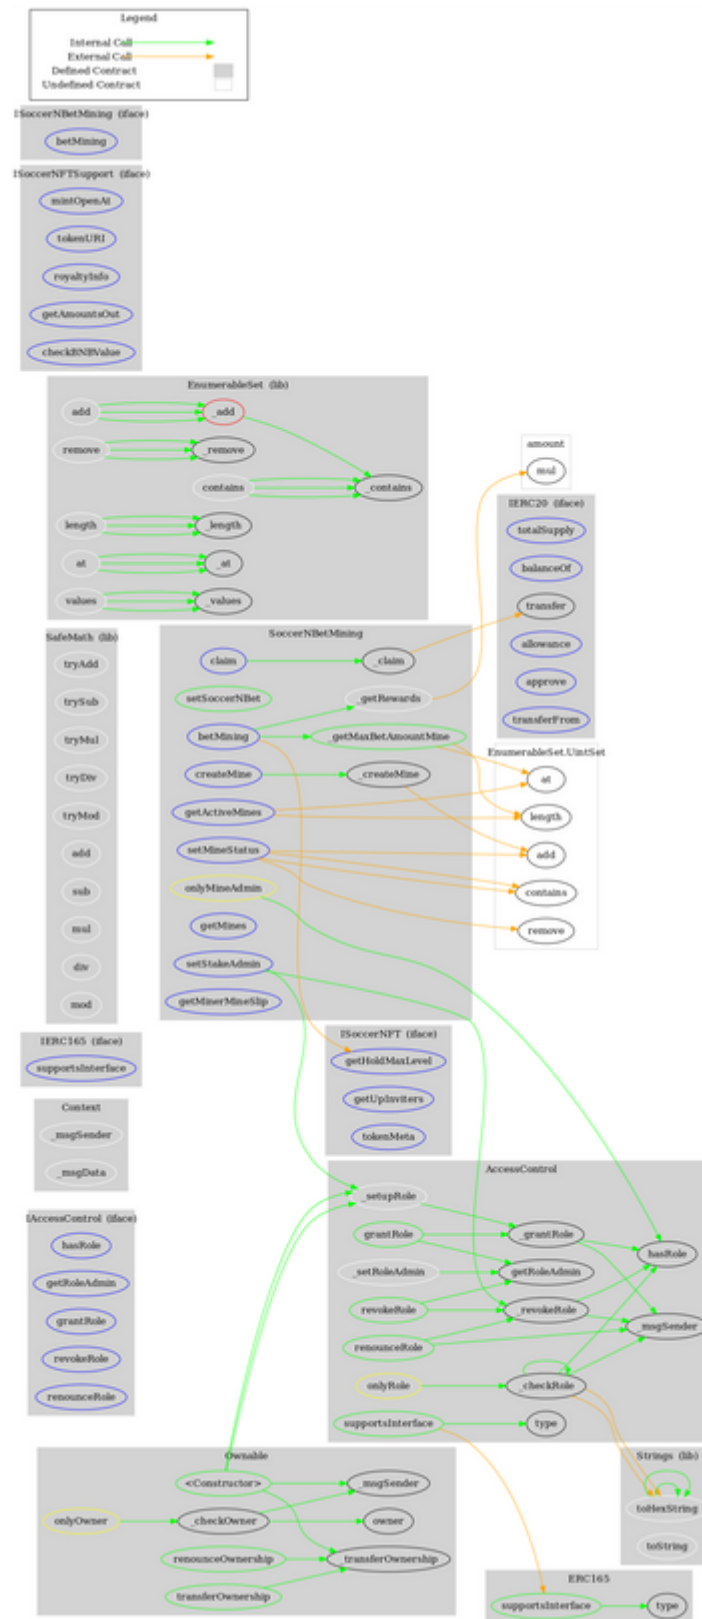 Legend
Internal Call
External Call
Defined Contract
Undefined Contract
ISoccerNBetMining (iface)
betMining
ISoccerNFTSupport (iface)
mintOpenAt
tokenURI
royaltyInfo
getAmountsOut
checkBNBValue
EnumerableSet (lib)
add
_add
remove
_remove
contains
_contains
length
_length
at
_at
values
_values
amount
mul
IERC20 (iface)
totalSupply
balanceOf
transfer
allowance
approve
transferFrom
SafeMath (lib)
tryAdd
trySub
tryMul
tryDiv
tryMod
add
sub
mul
div
mod
SoccerNBetMining
claim
_claim
setSoccerNBet
_getRewards
betMining
_getMaxBetAmountMine
createMine
_createMine
getActiveMines
setMineStatus
onlyMineAdmin
getMines
setStakeAdmin
getMinerMineSlip
EnumerableSet.UintSet
at
length
add
contains
remove
IERC165 (iface)
supportsInterface
ISoccerNFT (iface)
getHoldMaxLevel
getUpInviters
tokenMeta
Context
_msgSender
_msgData
IAccessControl (iface)
hasRole
getRoleAdmin
grantRole
revokeRole
renounceRole
AccessControl
_setupRole
grantRole
_grantRole
hasRole
_setRoleAdmin
getRoleAdmin
revokeRole
_revokeRole
_msgSender
renounceRole
onlyRole
_checkRole
supportsInterface
type
Ownable
<Constructor>
_msgSender
onlyOwner
_checkOwner
owner
renounceOwnership
_transferOwnership
transferOwnership
Strings (lib)
toHexString
toString
ERC165
supportsInterface
type